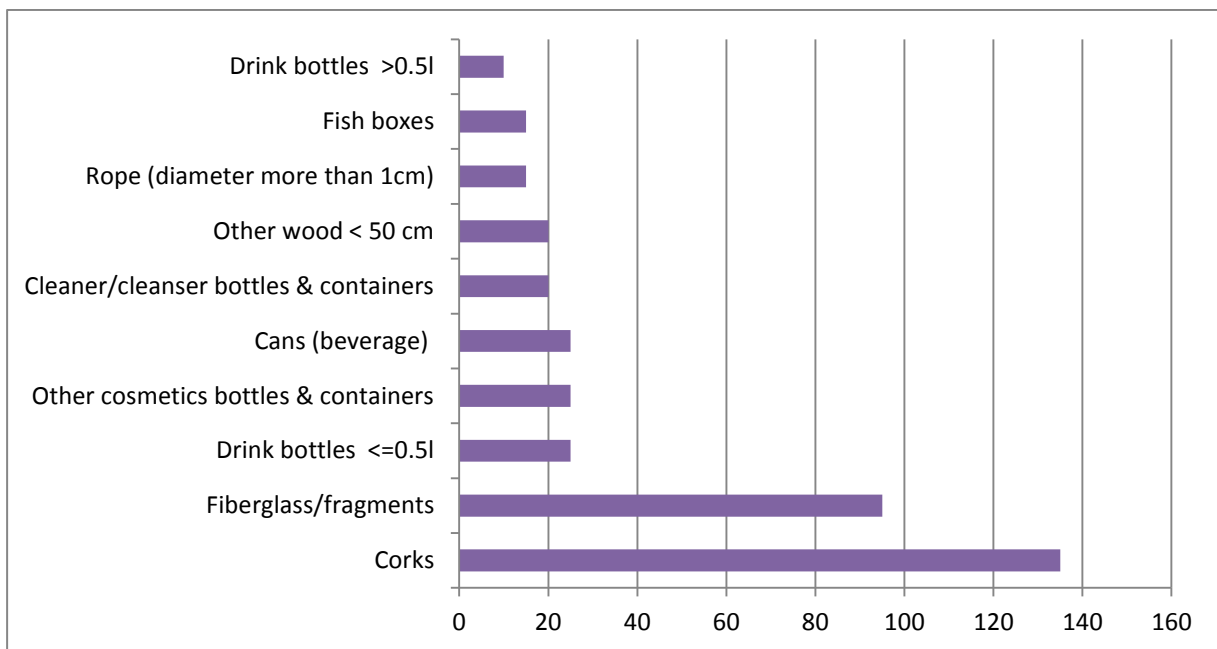 Drink bottles  >0.5l
Fish boxes
Rope (diameter more than 1cm)
Other wood < 50 cm
Cleaner/cleanser bottles & containers
Cans (beverage)
Other cosmetics bottles & containers
Drink bottles  <=0.5l
Fiberglass/fragments
Corks
0 20 40 60 80 100 120 140 160